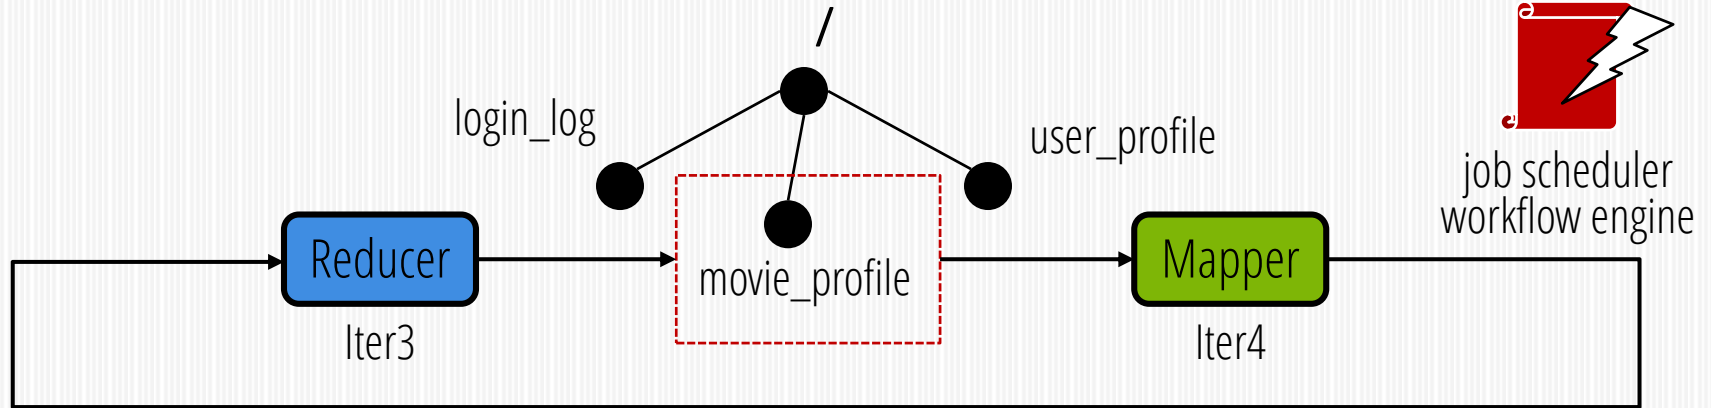 /
login_log
user_profile
job scheduler
workflow engine
Reducer
movie_profile
Mapper
Iter3
Iter4